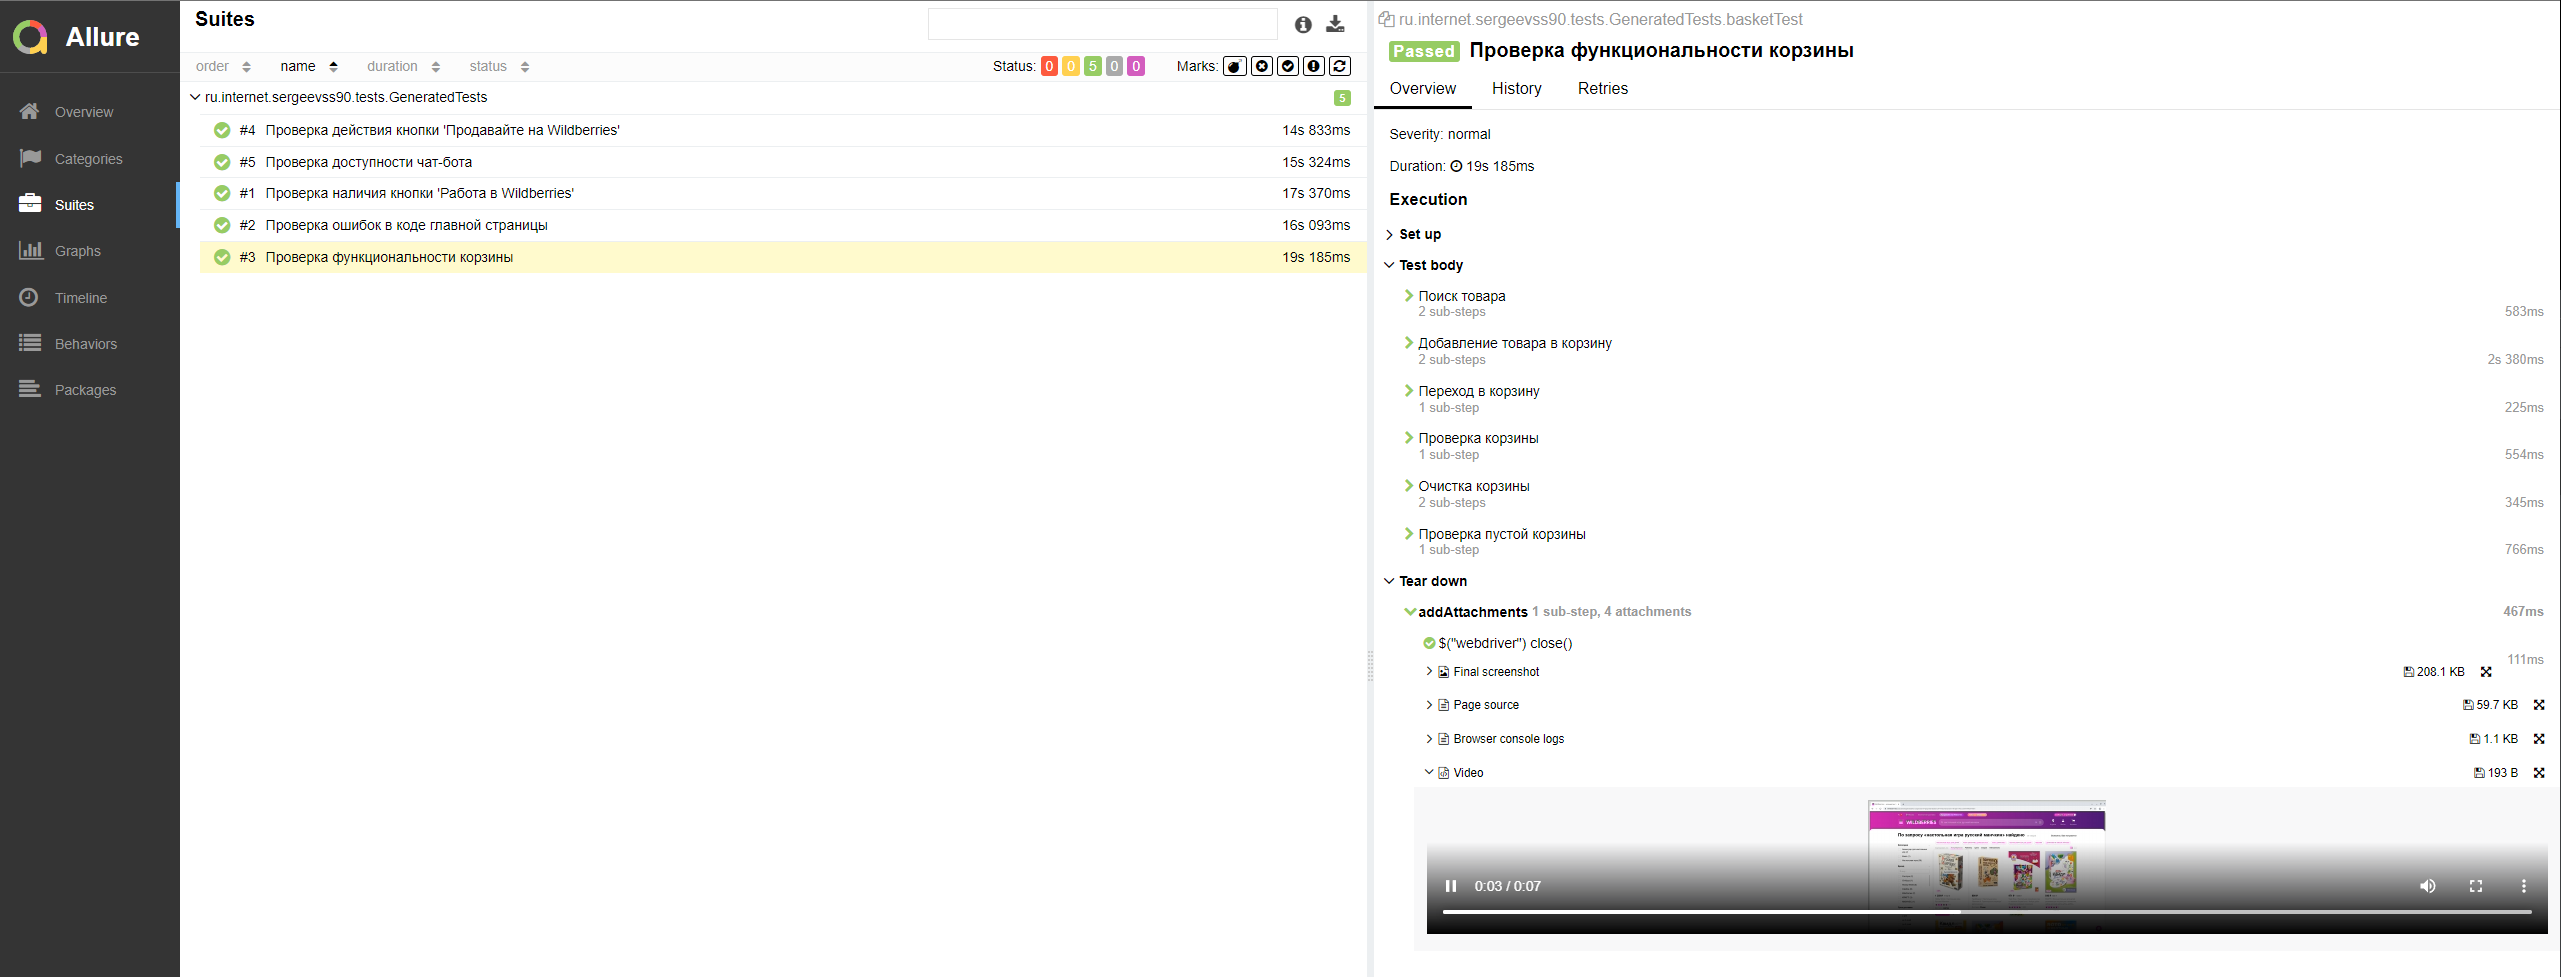 Allure
Overview
Categories
Suites
Graphs
Timeline
Behaviors
Packages
Suites
order name duration status Status: 0 0 5 0 0 Marks:
ru.internet.sergeevss90.tests.GeneratedTests 5
#4 Проверка действия кнопки 'Продавайте на Wildberries' 14s 833ms
#5 Проверка доступности чат-бота 15s 324ms
#1 Проверка наличия кнопки 'Работа в Wildberries' 17s 370ms
#2 Проверка ошибок в коде главной страницы 16s 093ms
#3 Проверка функциональности корзины 19s 185ms
ru.internet.sergeevss90.tests.GeneratedTests.basketTest
Passed Проверка функциональности корзины
Overview History Retries
Severity: normal
Duration: 19s 185ms
Execution
Set up
Test body
Поиск товара
2 sub-steps 583ms
Добавление товара в корзину
2 sub-steps 2s 380ms
Переход в корзину
1 sub-step 225ms
Проверка корзины
1 sub-step 554ms
Очистка корзины
2 sub-steps 345ms
Проверка пустой корзины
1 sub-step 766ms
Tear down
addAttachments 1 sub-step, 4 attachments 467ms
$("webdriver") close()
111ms
Final screenshot 208.1 KB
Page source 59.7 KB
Browser console logs 1.1 KB
Video 193 B
WILDBERRIES
По запросу «настольная игра русский манчкин» найдено
0:03 / 0:07